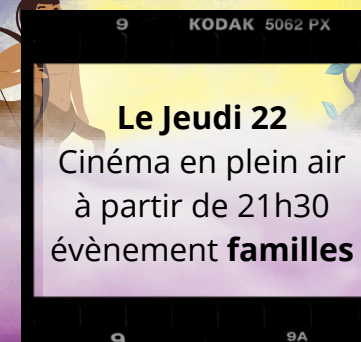 9 KODAK 5062 PX
Le Jeudi 22
Cinéma en plein air
à partir de 21h30
évènement familles
9 9A